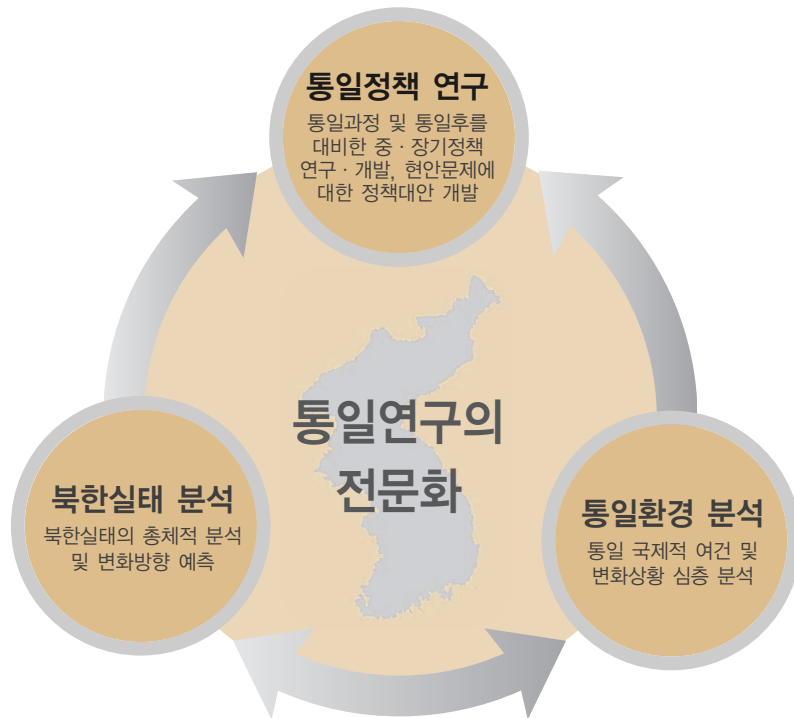 통일정책 연구
통일과정 및 통일후를
대비한 중·장기정책
연구·개발, 현안문제에
대한 정책대안 개발
통일연구의
전문화
북한실태 분석
북한실태의 총체적 분석
및 변화방향 예측
통일환경 분석
통일 국제적 여건 및
변화상황 심층 분석